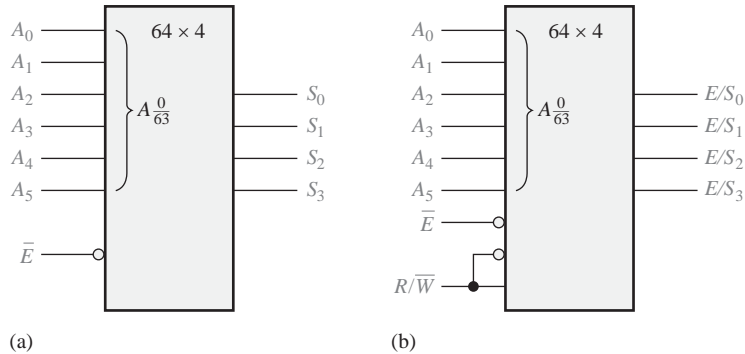 A₀
64 × 4
A₁
A₂
S₀
A 0/63
A₃
S₁
A₄
S₂
A₅
S₃
E̅
(a)
A₀
64 × 4
A₁
A₂
E/S₀
A 0/63
A₃
E/S₁
A₄
E/S₂
A₅
E/S₃
E̅
R/W̅
(b)